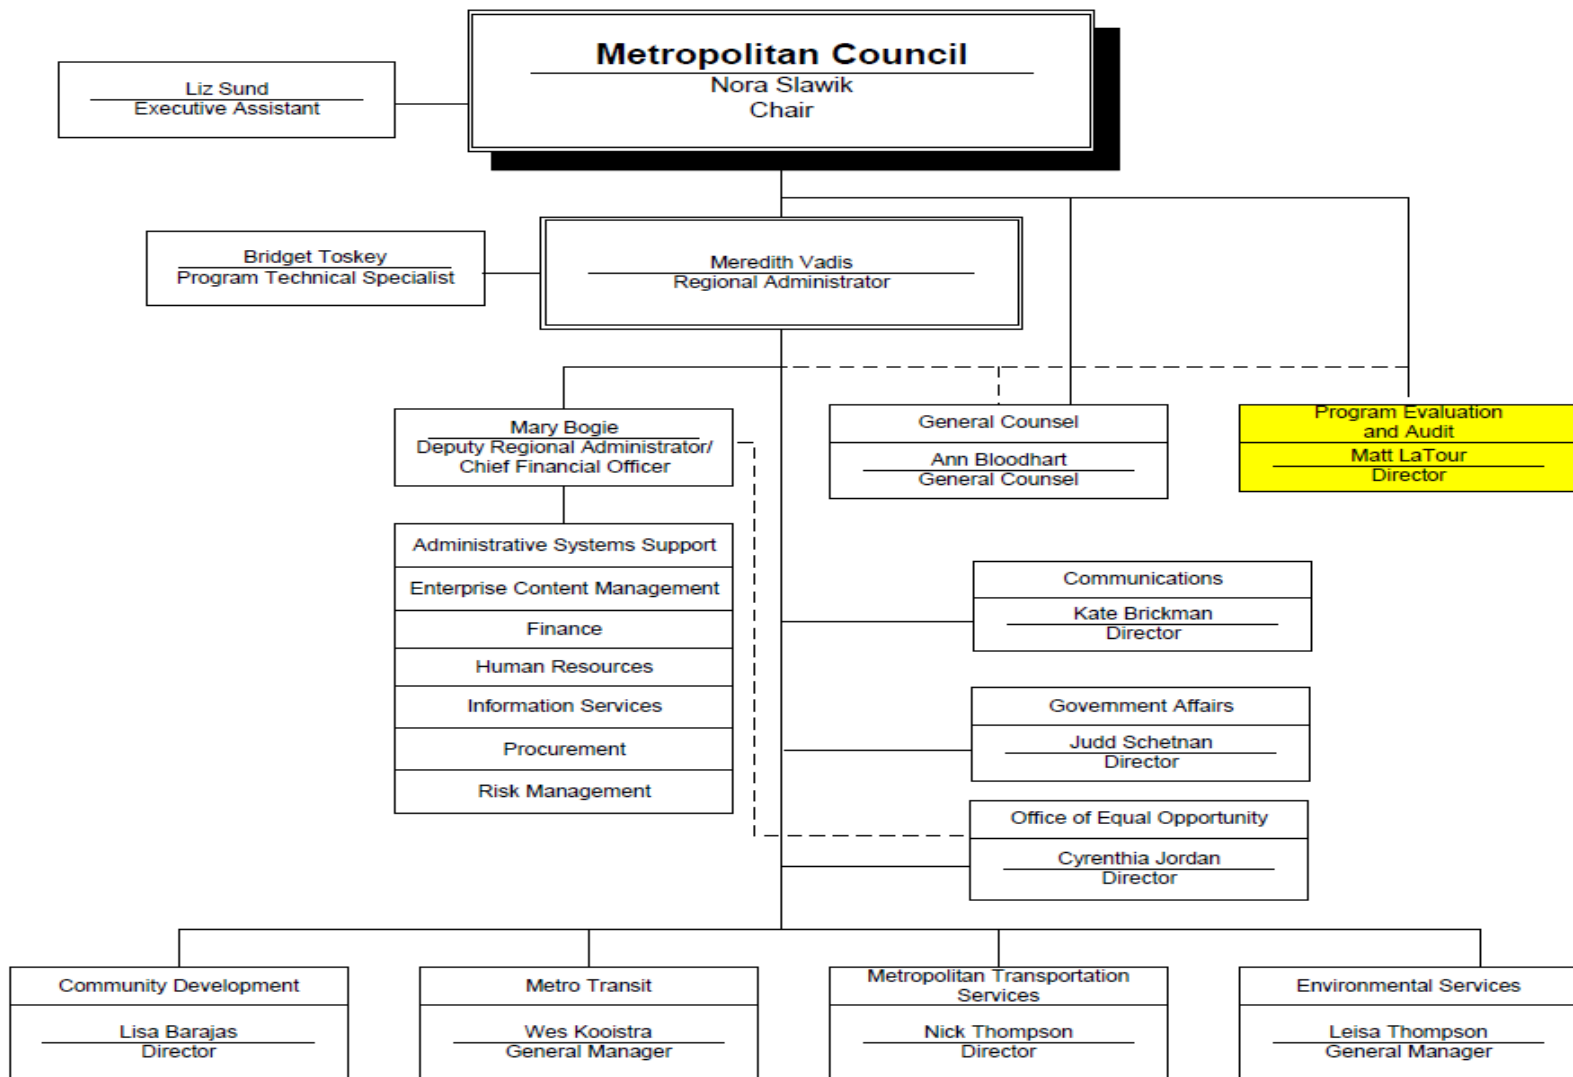 Metropolitan Council
Nora Slawik
Chair
Liz Sund
Executive Assistant
Bridget Toskey
Program Technical Specialist
Meredith Vadis
Regional Administrator
Mary Bogie
Deputy Regional Administrator/
Chief Financial Officer
General Counsel
Ann Bloodhart
General Counsel
Program Evaluation
and Audit
Matt LaTour
Director
Administrative Systems Support
Enterprise Content Management
Finance
Human Resources
Information Services
Procurement
Risk Management
Communications
Kate Brickman
Director
Government Affairs
Judd Schetnan
Director
Office of Equal Opportunity
Cyrenthia Jordan
Director
Community Development
Lisa Barajas
Director
Metro Transit
Wes Kooistra
General Manager
Metropolitan Transportation
Services
Nick Thompson
Director
Environmental Services
Leisa Thompson
General Manager